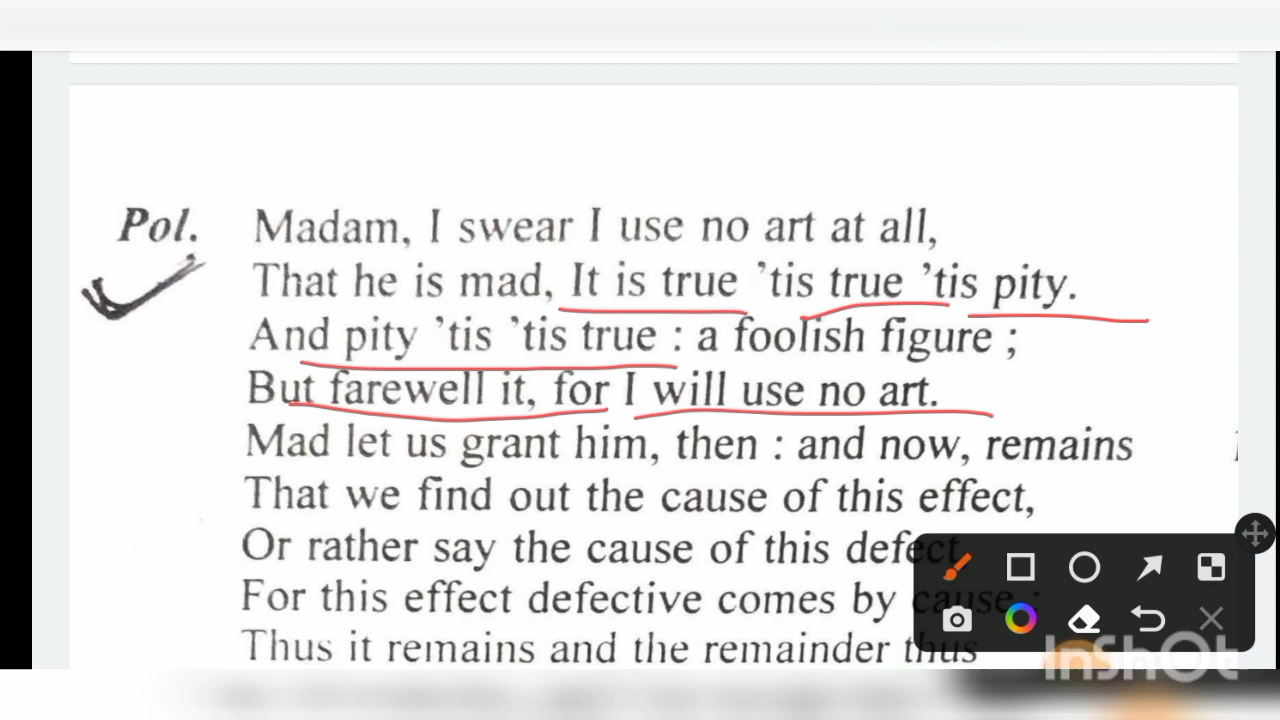 Pol. Madam, I swear I use no art at all,
That he is mad, It is true 'tis true 'tis pity.
And pity 'tis 'tis true : a foolish figure ;
But farewell it, for I will use no art.
Mad let us grant him, then : and now, remains
That we find out the cause of this effect,
Or rather say the cause of this defect
For this effect defective comes by cause :
Thus it remains and the remainder thus
InShOt